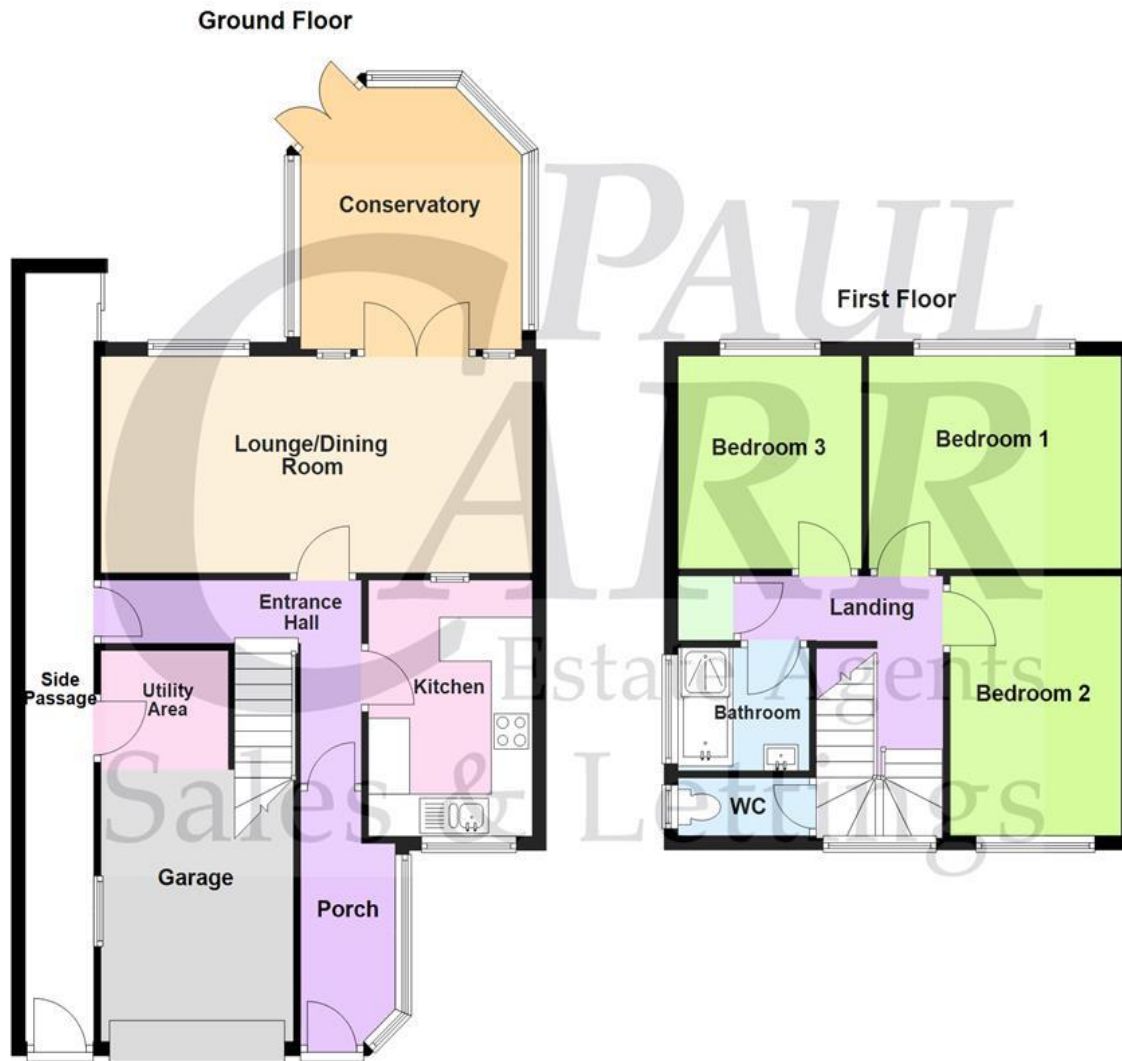 Ground Floor
Conservatory
Lounge/Dining
Room
Entrance
Hall
Kitchen
Side
Passage
Utility
Area
Garage
Porch
First Floor
Bedroom 3
Bedroom 1
Landing
Bedroom 2
Bathroom
WC
PAUL
CARR
Estate Agents
Sales & Lettings